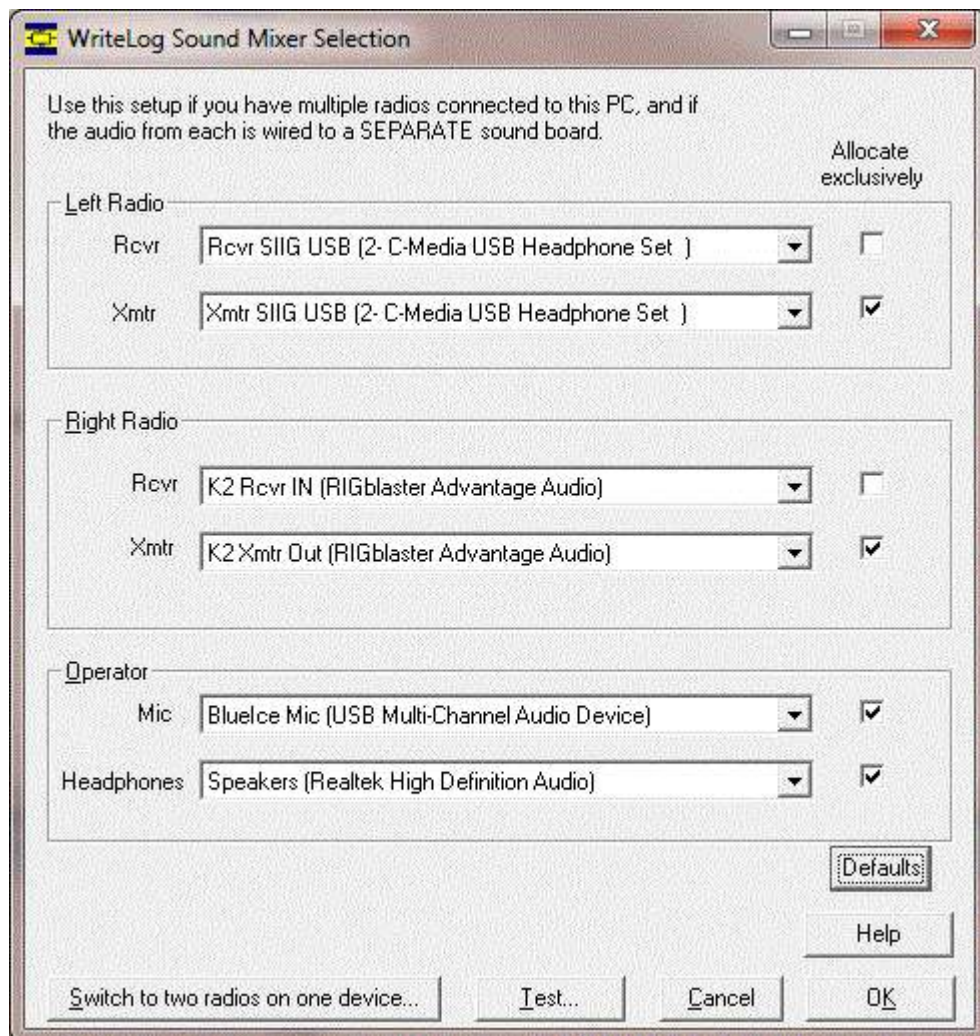 WriteLog Sound Mixer Selection
Use this setup if you have multiple radios connected to this PC, and if
the audio from each is wired to a SEPARATE sound board.
Allocate
exclusively
Left Radio
Rcvr
Rcvr SIIG USB (2- C-Media USB Headphone Set  )
Xmtr
Xmtr SIIG USB (2- C-Media USB Headphone Set  )
Right Radio
Rcvr
K2 Rcvr IN (RIGblaster Advantage Audio)
Xmtr
K2 Xmtr Out (RIGblaster Advantage Audio)
Operator
Mic
BlueIce Mic (USB Multi-Channel Audio Device)
Headphones
Speakers (Realtek High Definition Audio)
Defaults
Help
Switch to two radios on one device...
Test...
Cancel
OK